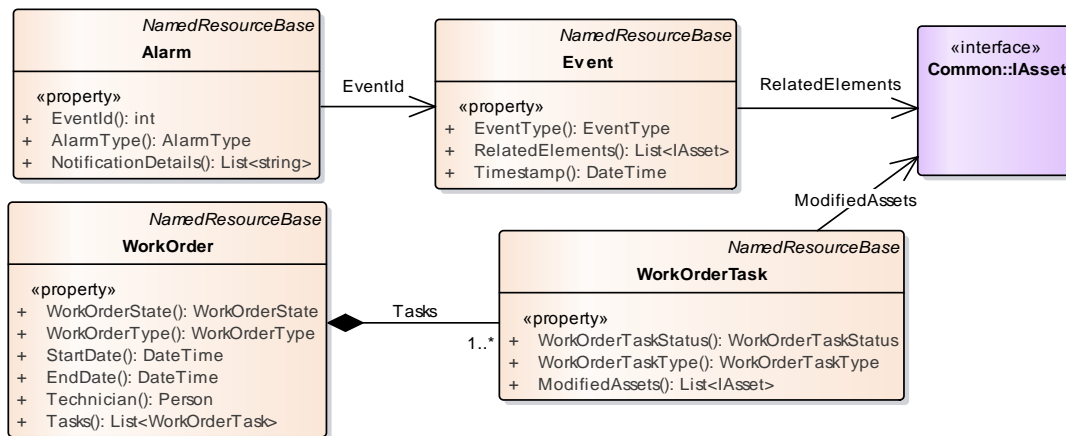 NamedResourceBase
Alarm
«property»
+ EventId(): int
+ AlarmType(): AlarmType
+ NotificationDetails(): List<string>
EventId
NamedResourceBase
Event
«property»
+ EventType(): EventType
+ RelatedElements(): List<IAsset>
+ Timestamp(): DateTime
RelatedElements
«interface»
Common::IAsset
ModifiedAssets
NamedResourceBase
WorkOrder
«property»
+ WorkOrderState(): WorkOrderState
+ WorkOrderType(): WorkOrderType
+ StartDate(): DateTime
+ EndDate(): DateTime
+ Technician(): Person
+ Tasks(): List<WorkOrderTask>
Tasks
1..*
NamedResourceBase
WorkOrderTask
«property»
+ WorkOrderTaskStatus(): WorkOrderTaskStatus
+ WorkOrderTaskType(): WorkOrderTaskType
+ ModifiedAssets(): List<IAsset>